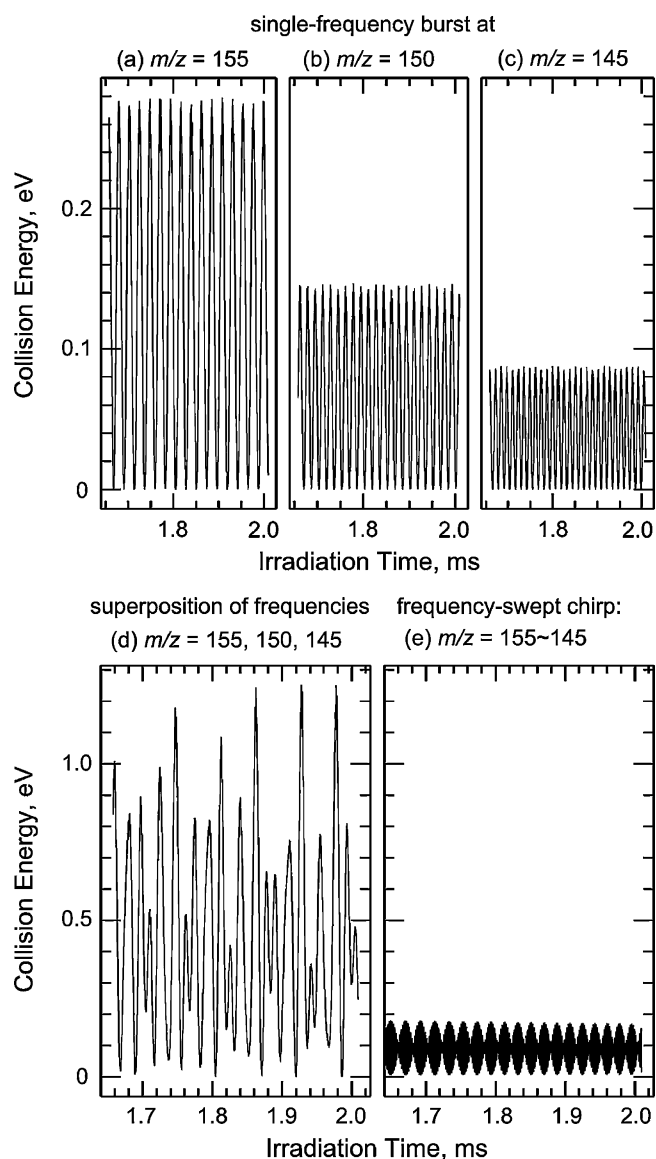 single-frequency burst at
(a) m/z = 155
(b) m/z = 150
(c) m/z = 145
Collision Energy, eV
0.2
0.1
0
1.8
2.0
1.8
2.0
1.8
2.0
Irradiation Time, ms
superposition of frequencies
(d) m/z = 155, 150, 145
frequency-swept chirp:
(e) m/z = 155~145
Collision Energy, eV
1.0
0.5
0
1.7
1.8
1.9
2.0
1.7
1.8
1.9
2.0
Irradiation Time, ms